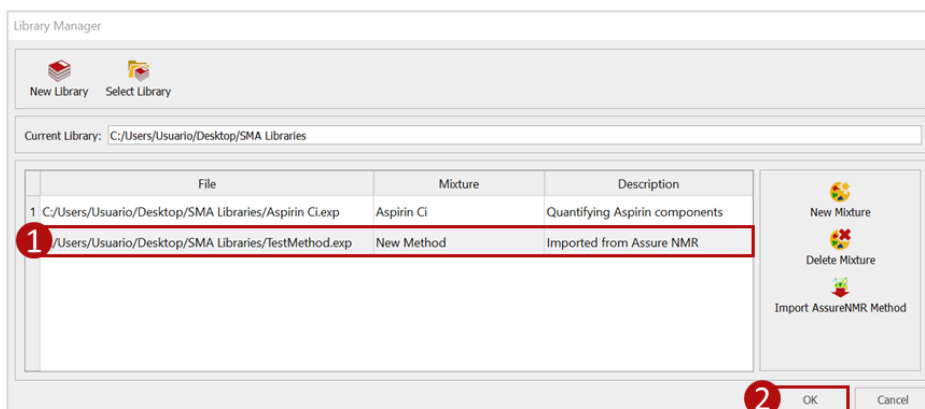 Library Manager
New Library Select Library
Current Library: C:/Users/Usuario/Desktop/SMA Libraries
File Mixture Description
1 C:/Users/Usuario/Desktop/SMA Libraries/Aspirin Ci.exp Aspirin Ci Quantifying Aspirin components
1 /Users/Usuario/Desktop/SMA Libraries/TestMethod.exp New Method Imported from Assure NMR
New Mixture
Delete Mixture
Import AssureNMR Method
2 OK Cancel